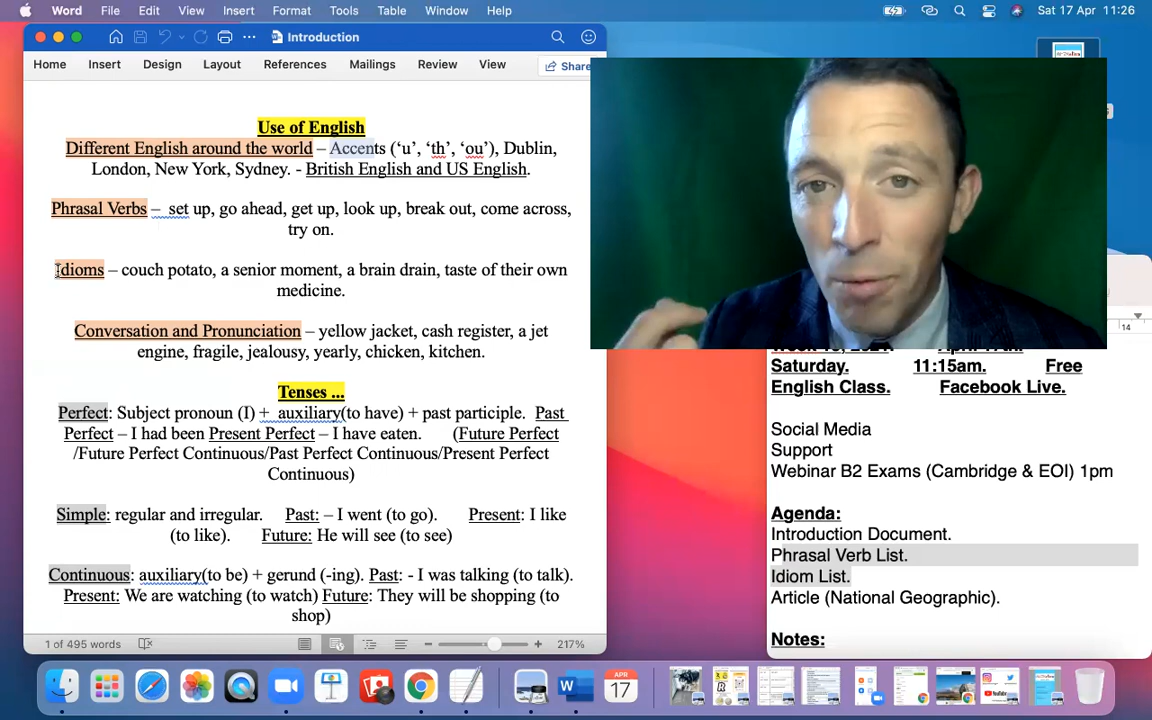 Word File Edit View Insert Format Tools Table Window Help Sat 17 Apr 11:26
Introduction
Home Insert Design Layout References Mailings Review View Share
Use of English
Different English around the world – Accents (‘u’, ‘th’, ‘ou’), Dublin,
London, New York, Sydney. - British English and US English.
Phrasal Verbs – set up, go ahead, get up, look up, break out, come across,
try on.
Idioms – couch potato, a senior moment, a brain drain, taste of their own
medicine.
Conversation and Pronunciation – yellow jacket, cash register, a jet
engine, fragile, jealousy, yearly, chicken, kitchen.
Tenses ...
Perfect: Subject pronoun (I) + auxiliary(to have) + past participle. Past
Perfect – I had been Present Perfect – I have eaten. (Future Perfect
/Future Perfect Continuous/Past Perfect Continuous/Present Perfect
Continuous)
Simple: regular and irregular. Past: – I went (to go). Present: I like
(to like). Future: He will see (to see)
Continuous: auxiliary(to be) + gerund (-ing). Past: - I was talking (to talk).
Present: We are watching (to watch) Future: They will be shopping (to
shop)
1 of 495 words 217%
14
Saturday. 11:15am. Free
English Class. Facebook Live.
Social Media
Support
Webinar B2 Exams (Cambridge & EOI) 1pm
Agenda:
Introduction Document.
Phrasal Verb List.
Idiom List.
Article (National Geographic).
Notes:
APR
17